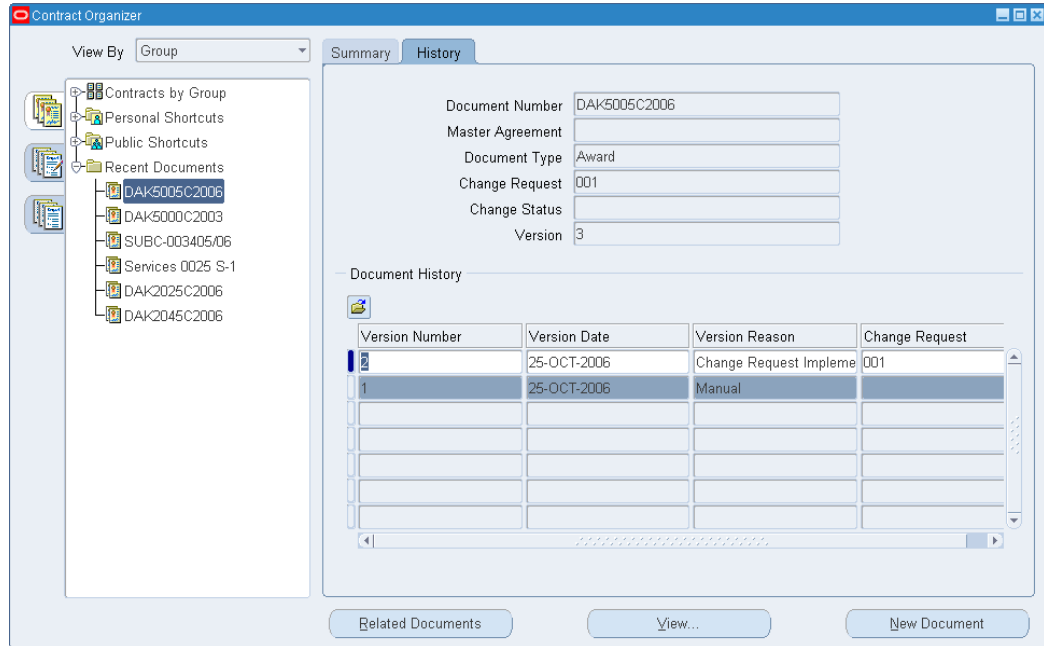 Contract Organizer
View By Group
Contracts by Group
Personal Shortcuts
Public Shortcuts
Recent Documents
DAK5005C2006
DAK5000C2003
SUBC-003405/06
Services 0025 S-1
DAK2025C2006
DAK2045C2006
Summary History
Document Number DAK5005C2006
Master Agreement
Document Type Award
Change Request 001
Change Status
Version 3
Document History
Version Number Version Date Version Reason Change Request
2 25-OCT-2006 Change Request Impleme 001
1 25-OCT-2006 Manual
Related Documents View... New Document